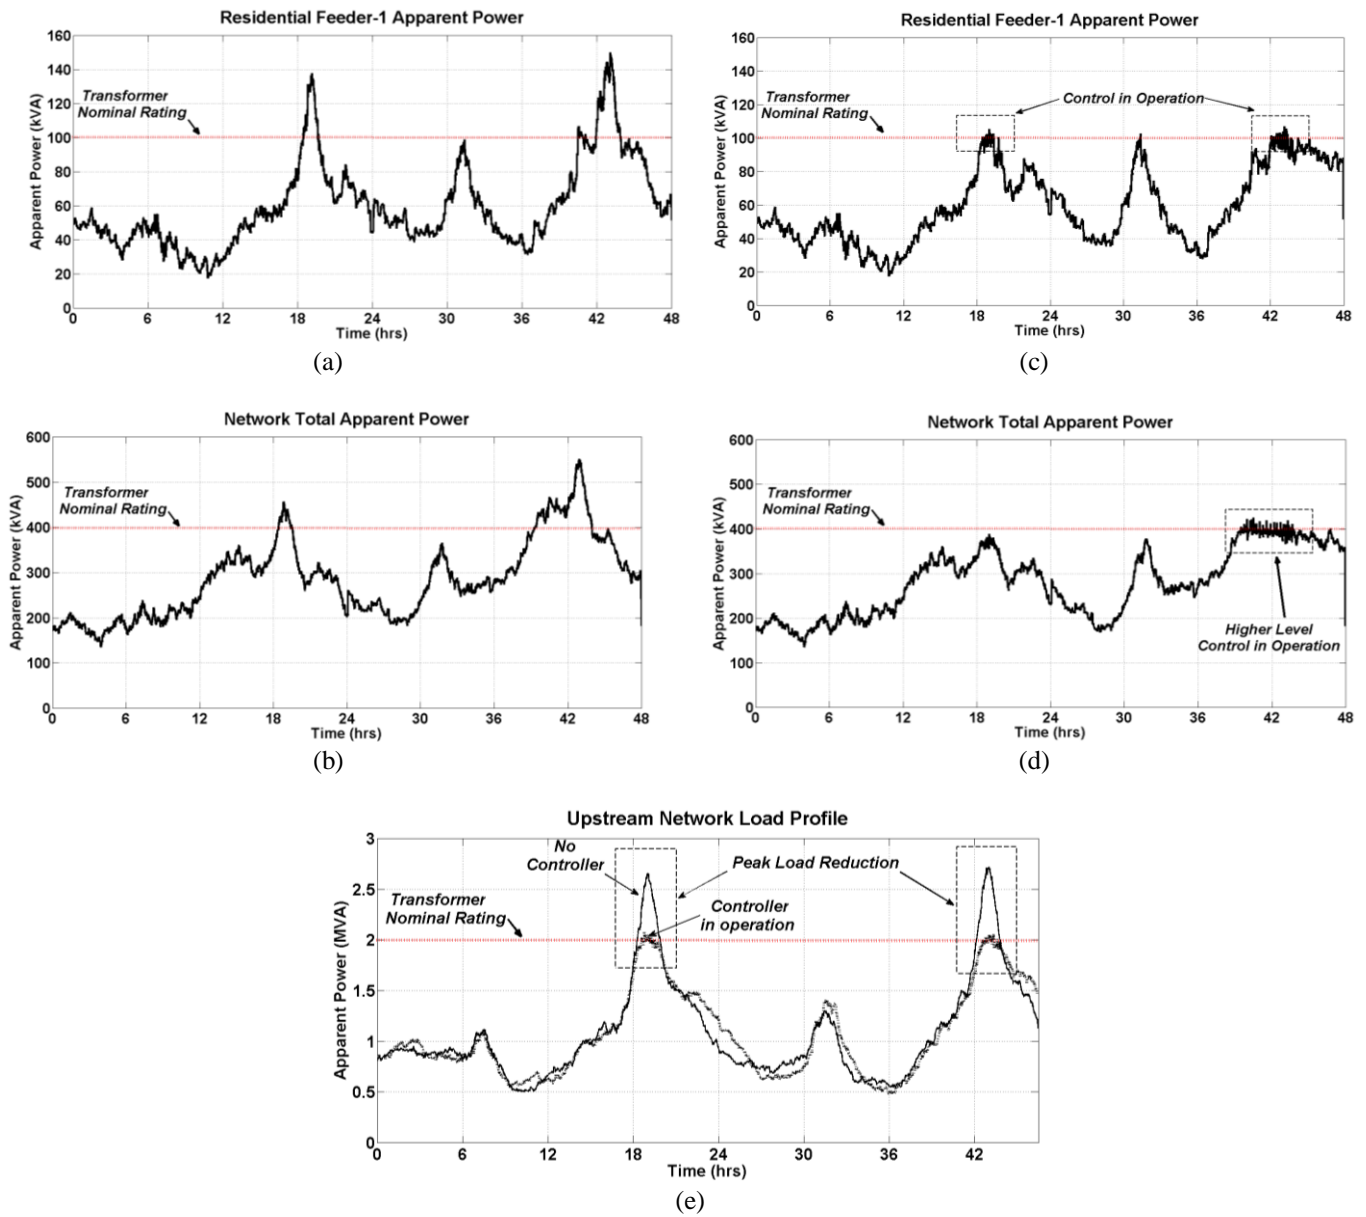 Residential Feeder-1 Apparent Power
160
140
120
100
80
60
40
20
0
Apparent Power (kVA)
Transformer
Nominal Rating
0 6 12 18 24 30 36 42 48
Time (hrs)
(a)
Residential Feeder-1 Apparent Power
160
140
120
100
80
60
40
20
0
Apparent Power (kVA)
Transformer
Nominal Rating
Control in Operation
0 6 12 18 24 30 36 42 48
Time (hrs)
(c)
Network Total Apparent Power
600
500
400
300
200
100
0
Apparent Power (kVA)
Transformer
Nominal Rating
0 6 12 18 24 30 36 42 48
Time (hrs)
(b)
Network Total Apparent Power
600
500
400
300
200
100
0
Apparent Power (kVA)
Transformer
Nominal Rating
Higher Level
Control in Operation
0 6 12 18 24 30 36 42 48
Time (hrs)
(d)
Upstream Network Load Profile
3
2.5
2
1.5
1
0.5
0
Apparent Power (MVA)
No
Controller
Peak Load Reduction
Transformer
Nominal Rating
Controller
in operation
0 6 12 18 24 30 36 42
Time (hrs)
(e)